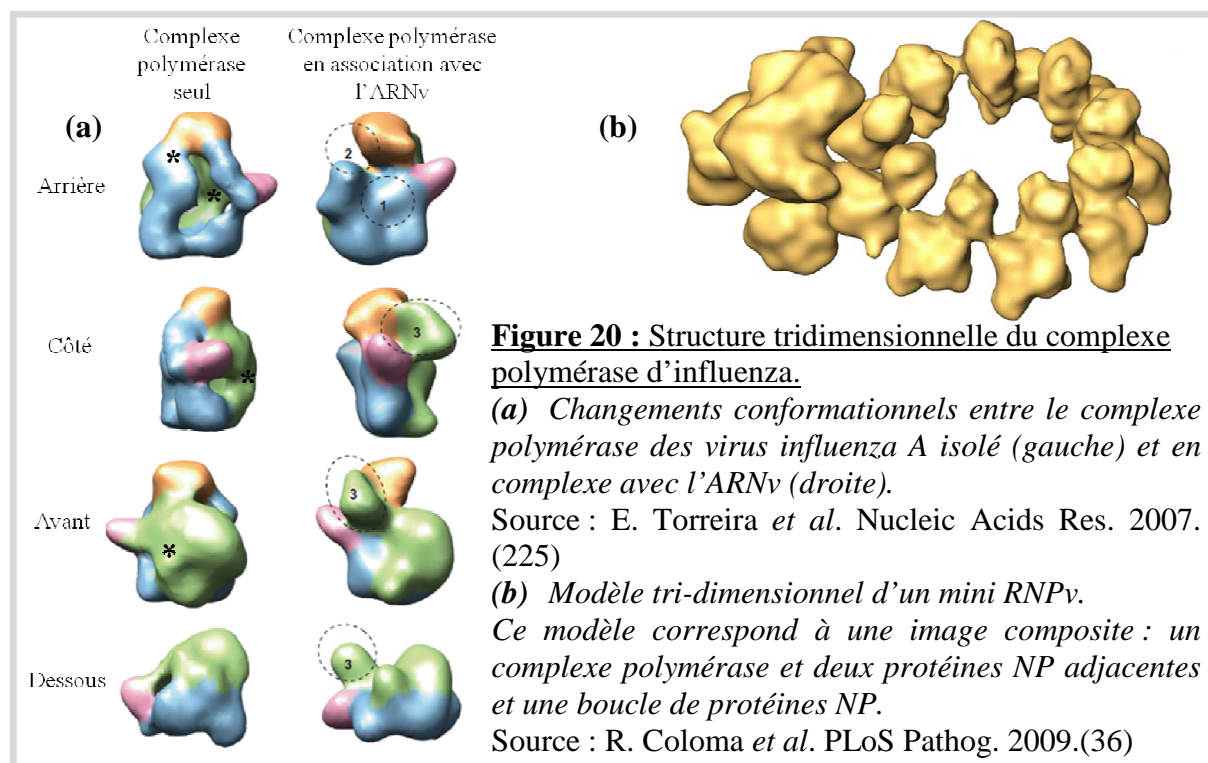 Complexe
polymérase
seul
Complexe polymérase
en association avec
l'ARNv
(a)
(b)
*
*
2
1
Arrière
3
*
Côté
3
*
Avant
3
Dessous
Figure 20 : Structure tridimensionnelle du complexe
polymérase d'influenza.
(a) Changements conformationnels entre le complexe
polymérase des virus influenza A isolé (gauche) et en
complexe avec l'ARNv (droite).
Source : E. Torreira et al. Nucleic Acids Res. 2007.
(225)
(b) Modèle tri-dimensionnel d'un mini RNPv.
Ce modèle correspond à une image composite : un
complexe polymérase et deux protéines NP adjacentes
et une boucle de protéines NP.
Source : R. Coloma et al. PLoS Pathog. 2009.(36)